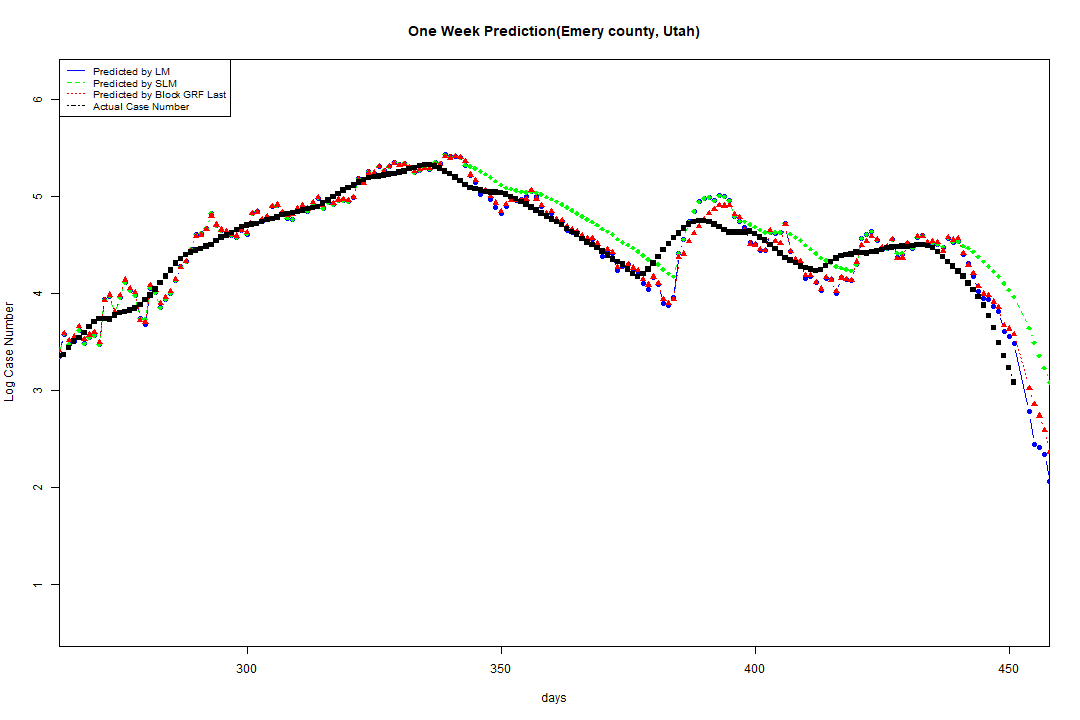 One Week Prediction(Emery county, Utah)
Predicted by LM
Predicted by SLM
Predicted by Block GRF Last
Actual Case Number
6
5
4
3
2
1
Log Case Number
300
350
400
450
days